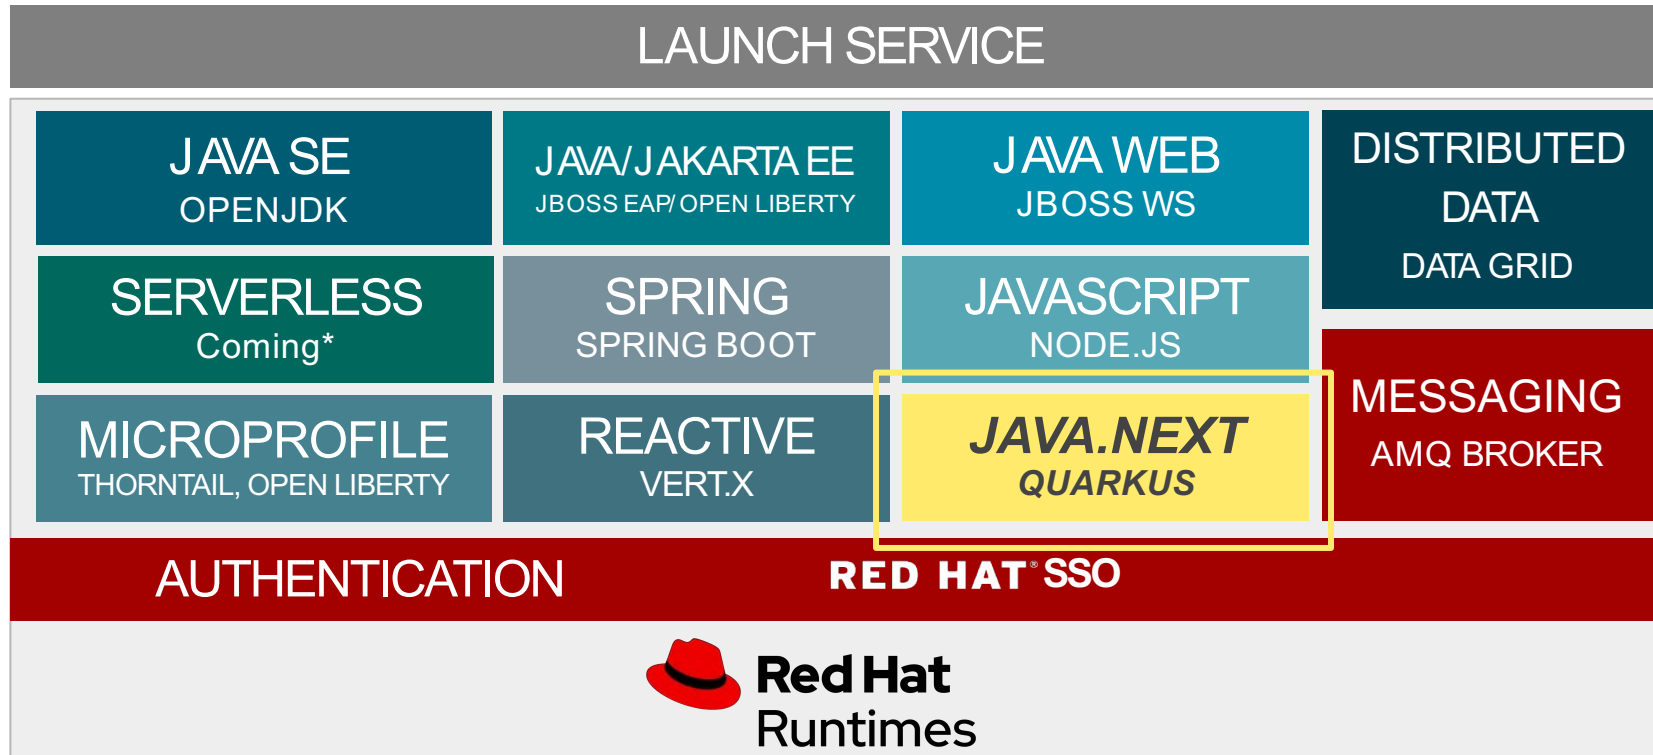 LAUNCH SERVICE
JAVA SE
OPENJDK
JAVA/JAKARTA EE
JBOSS EAP/ OPEN LIBERTY
JAVA WEB
JBOSS WS
DISTRIBUTED
DATA
DATA GRID
SERVERLESS
Coming*
SPRING
SPRING BOOT
JAVASCRIPT
NODE.JS
MICROPROFILE
THORNTAIL, OPEN LIBERTY
REACTIVE
VERT.X
JAVA.NEXT
QUARKUS
MESSAGING
AMQ BROKER
AUTHENTICATION
RED HAT® SSO
Red Hat
Runtimes